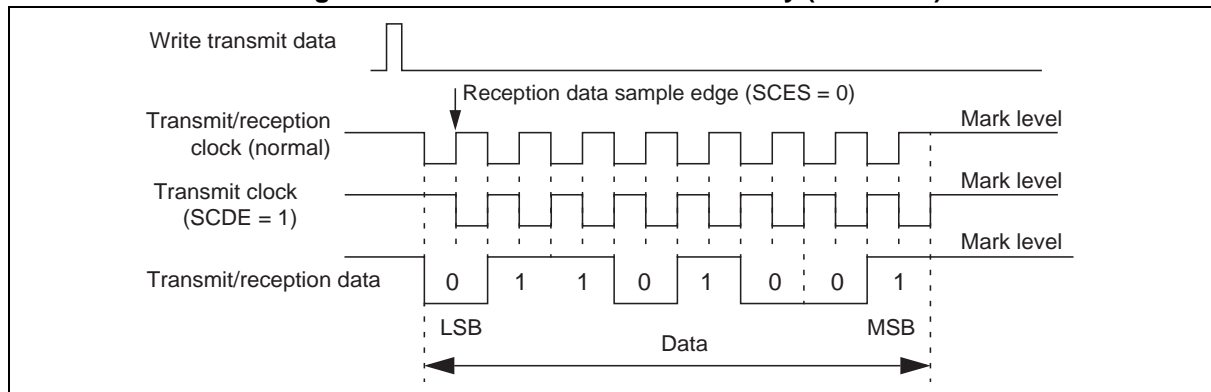 Write transmit data
Reception data sample edge (SCES = 0)
Transmit/reception
clock (normal)
Mark level
Transmit clock
(SCDE = 1)
Mark level
Mark level
Transmit/reception data
0 1 1 0 1 0 0 1
LSB
MSB
Data